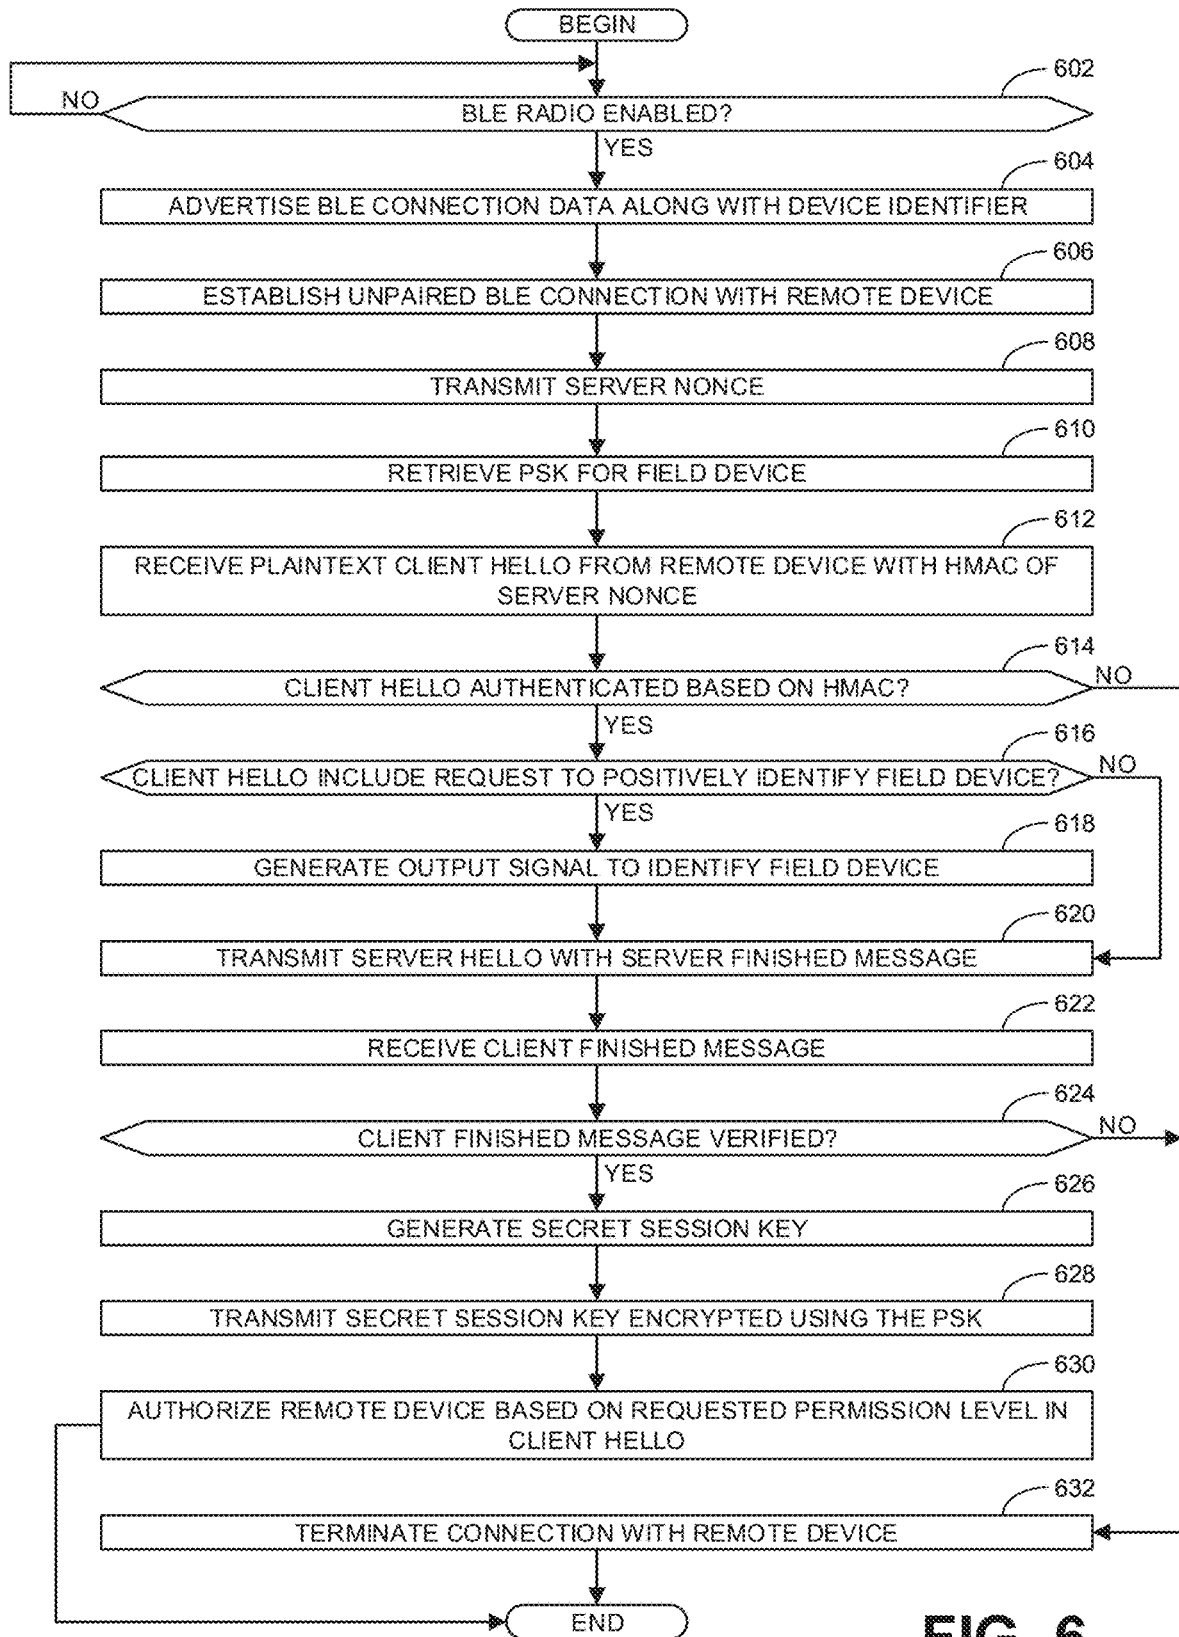 BEGIN
602
NO
BLE RADIO ENABLED?
YES
604
ADVERTISE BLE CONNECTION DATA ALONG WITH DEVICE IDENTIFIER
606
ESTABLISH UNPAIRED BLE CONNECTION WITH REMOTE DEVICE
608
TRANSMIT SERVER NONCE
610
RETRIEVE PSK FOR FIELD DEVICE
612
RECEIVE PLAINTEXT CLIENT HELLO FROM REMOTE DEVICE WITH HMAC OF
SERVER NONCE
614
CLIENT HELLO AUTHENTICATED BASED ON HMAC?
NO
YES
616
CLIENT HELLO INCLUDE REQUEST TO POSITIVELY IDENTIFY FIELD DEVICE?
NO
YES
618
GENERATE OUTPUT SIGNAL TO IDENTIFY FIELD DEVICE
620
TRANSMIT SERVER HELLO WITH SERVER FINISHED MESSAGE
622
RECEIVE CLIENT FINISHED MESSAGE
624
CLIENT FINISHED MESSAGE VERIFIED?
NO
YES
626
GENERATE SECRET SESSION KEY
628
TRANSMIT SECRET SESSION KEY ENCRYPTED USING THE PSK
630
AUTHORIZE REMOTE DEVICE BASED ON REQUESTED PERMISSION LEVEL IN
CLIENT HELLO
632
TERMINATE CONNECTION WITH REMOTE DEVICE
END
FIG. 6